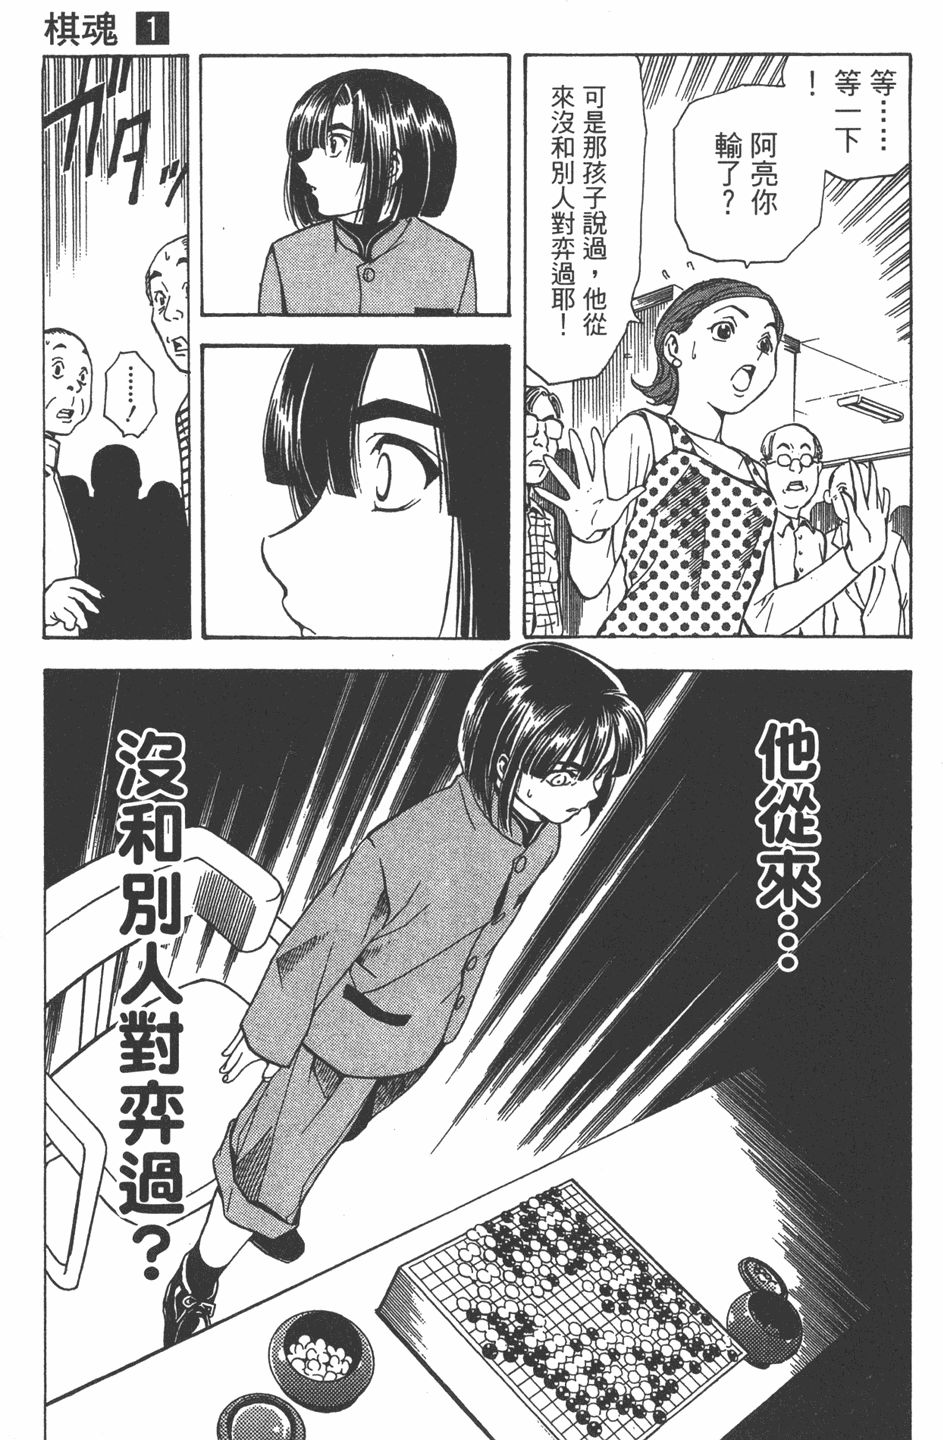 棋魂 1
等……
等一下
！
阿亮你
輸了？
可是那孩子說過，他從
來沒和別人對弈過耶！
ガタッ
……！
他從來…
沒和別人對弈過？